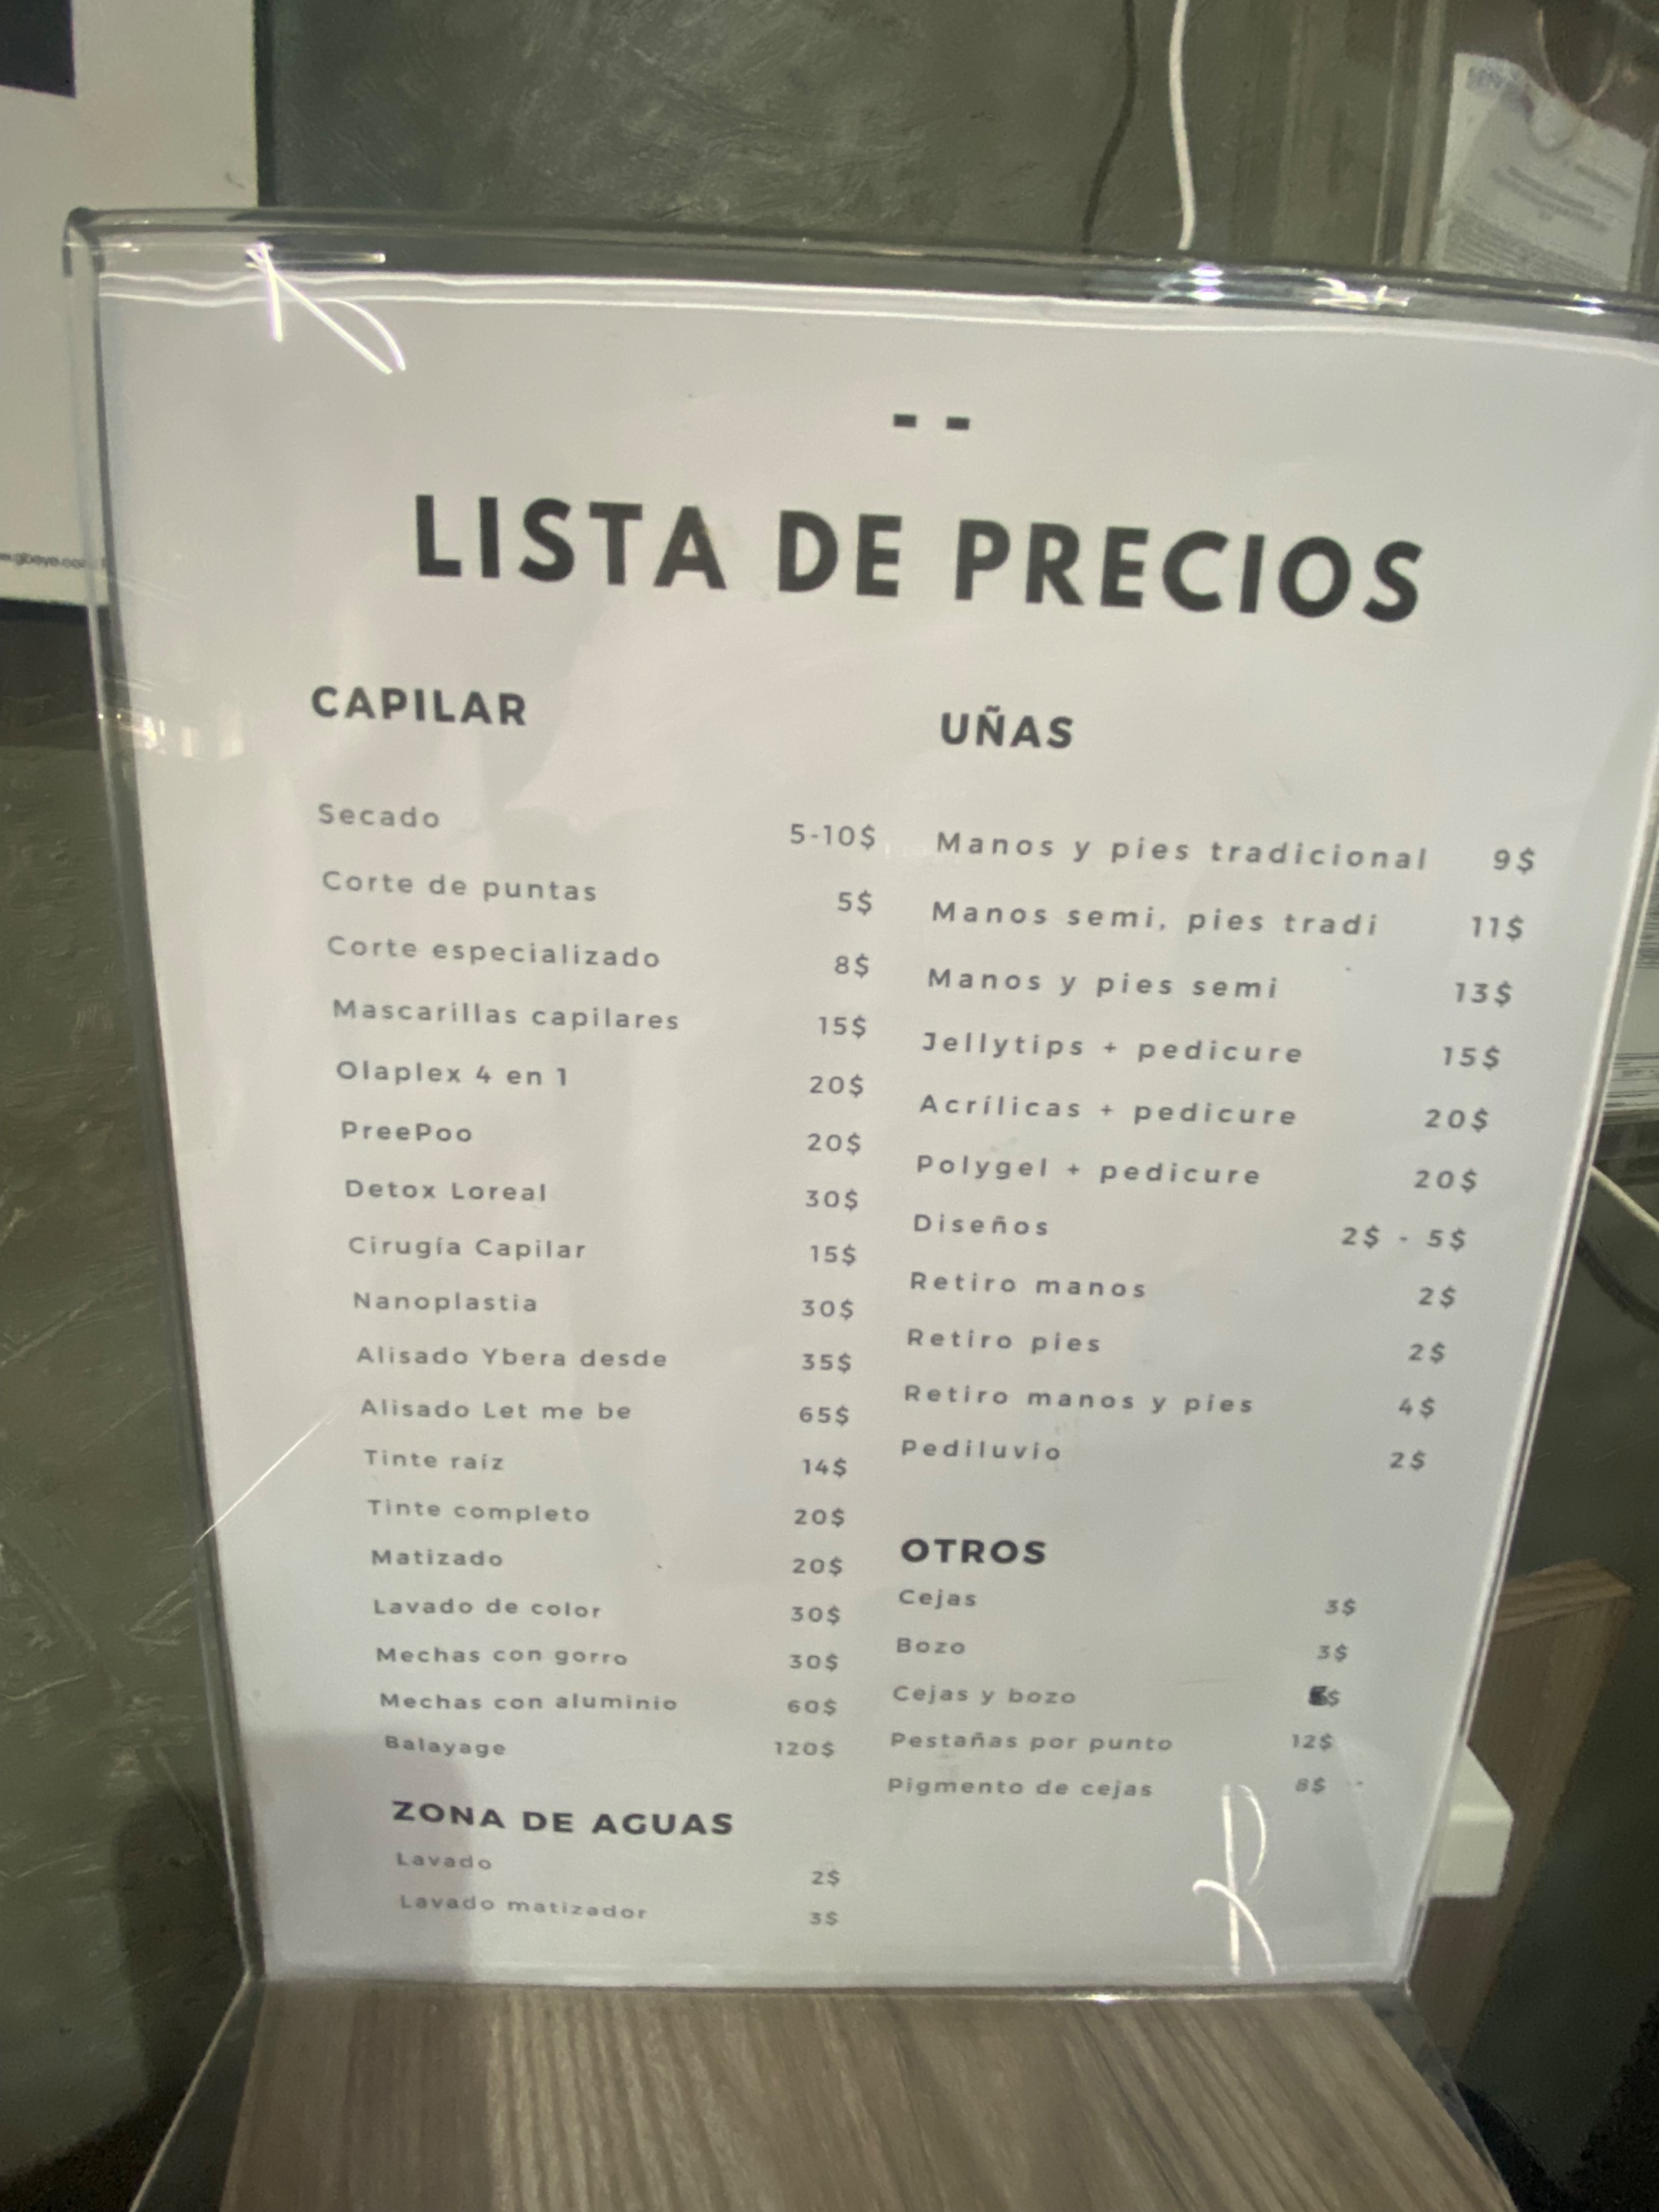 - -
LISTA DE PRECIOS
CAPILAR
Secado 5-10$
Corte de puntas 5$
Corte especializado 8$
Mascarillas capilares 15$
Olaplex 4 en 1 20$
PreePoo 20$
Detox Loreal 30$
Cirugía Capilar 15$
Nanoplastia 30$
Alisado Ybera desde 35$
Alisado Let me be 65$
Tinte raíz 14$
Tinte completo 20$
Matizado 20$
Lavado de color 30$
Mechas con gorro 30$
Mechas con aluminio 60$
Balayage 120$
ZONA DE AGUAS
Lavado 2$
Lavado matizador 3$
UÑAS
Manos y pies tradicional 9$
Manos semi, pies tradi 11$
Manos y pies semi 13$
Jellytips + pedicure 15$
Acrílicas + pedicure 20$
Polygel + pedicure 20$
Diseños 2$ - 5$
Retiro manos 2$
Retiro pies 2$
Retiro manos y pies 4$
Pediluvio 2$
OTROS
Cejas 3$
Bozo 3$
Cejas y bozo $
Pestañas por punto 12$
Pigmento de cejas 8$